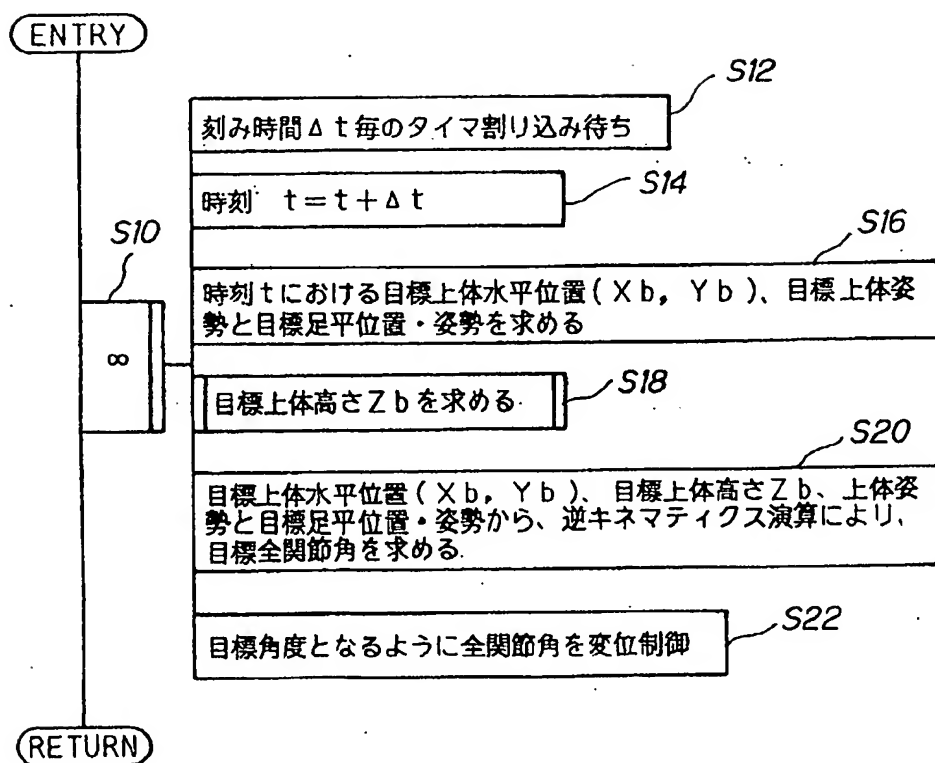 ENTRY
S12
刻み時間Δt毎のタイマ割り込み待ち
S14
時刻 t=t+Δt
S10
∞
S16
時刻tにおける目標上体水平位置(Xb, Yb)、目標上体姿
勢と目標足平位置・姿勢を求める
S18
目標上体高さZbを求める
S20
目標上体水平位置(Xb, Yb)、目標上体高さZb、上体姿
勢と目標足平位置・姿勢から、逆キネマティクス演算により、
目標全関節角を求める
S22
目標角度となるように全関節角を変位制御
RETURN